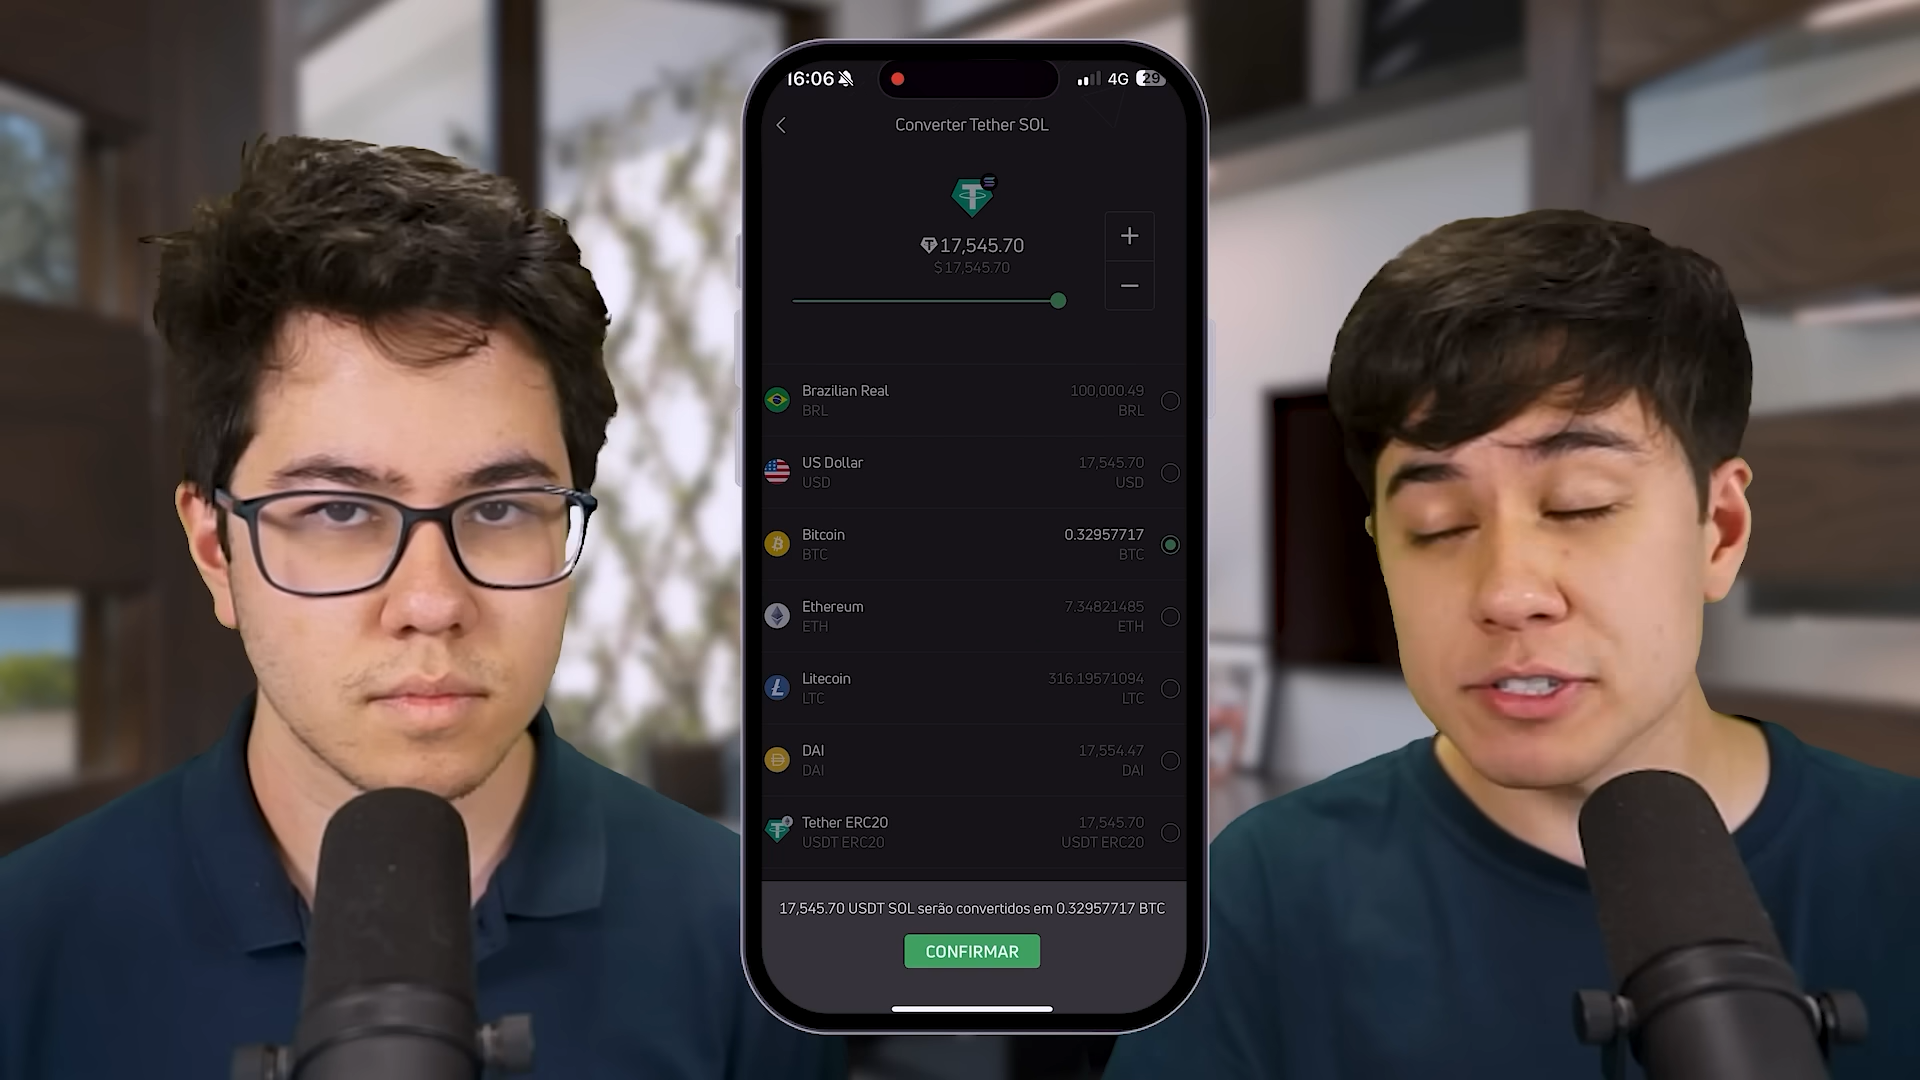 16:06
4G
29
Converter Tether SOL
17,545.70
$17,545.70
+
−
Brazilian Real
BRL
100,000.49
BRL
US Dollar
USD
17,545.70
USD
Bitcoin
BTC
0.32957717
BTC
Ethereum
ETH
7.34821485
ETH
Litecoin
LTC
316.19571094
LTC
DAI
DAI
17,554.47
DAI
Tether ERC20
USDT ERC20
17,545.70
USDT ERC20
17,545.70 USDT SOL serão convertidos em 0.32957717 BTC
CONFIRMAR